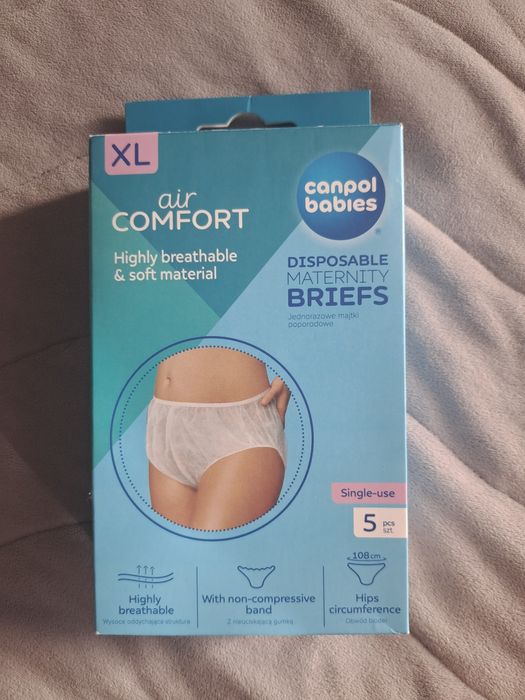 XL
air
COMFORT
Highly breathable
& soft material
canpol
babies
®
DISPOSABLE
MATERNITY
BRIEFS
Jednorazowe majtki
poporodowe
Single-use
5 pcs
szt.
Highly
breathable
Wysoce oddychająca struktura
With non-compressive
band
Z nieuciskającą gumką
108 cm
Hips
circumference
Obwód bioder